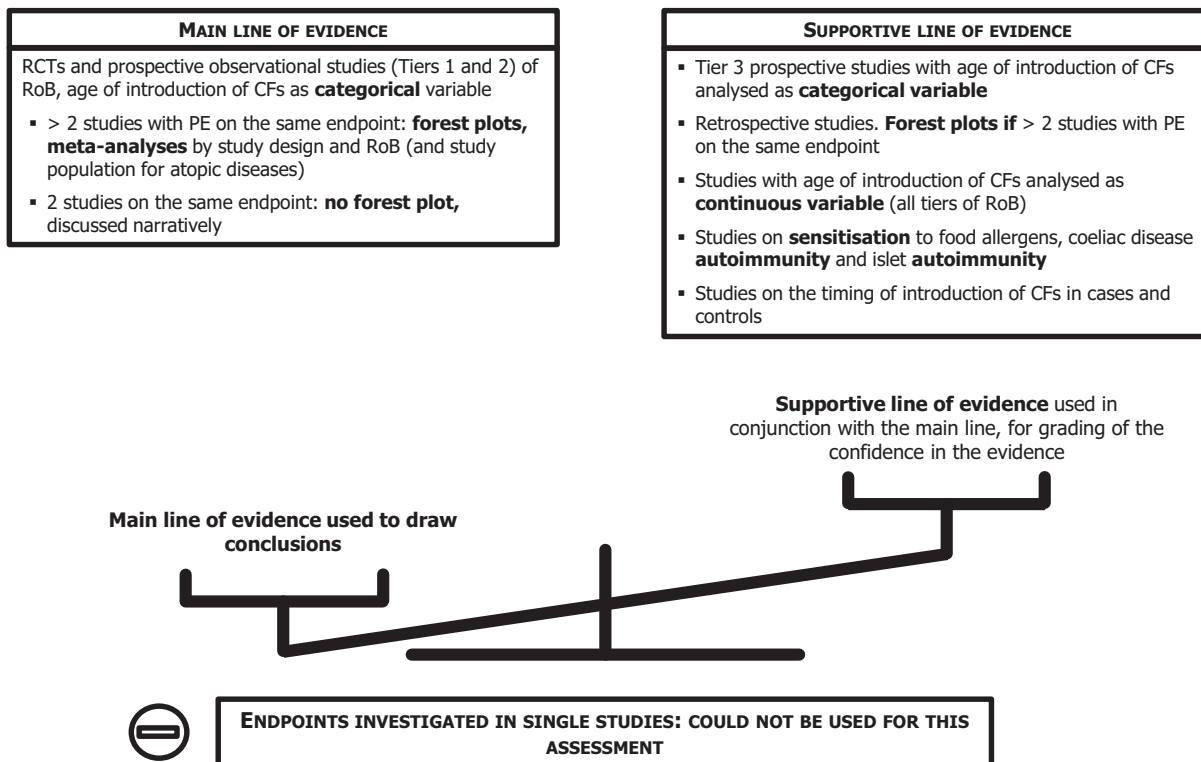 MAIN LINE OF EVIDENCE
RCTs and prospective observational studies (Tiers 1 and 2) of
RoB, age of introduction of CFs as categorical variable
▪ > 2 studies with PE on the same endpoint: forest plots,
meta-analyses by study design and RoB (and study
population for atopic diseases)
▪ 2 studies on the same endpoint: no forest plot,
discussed narratively
SUPPORTIVE LINE OF EVIDENCE
▪ Tier 3 prospective studies with age of introduction of CFs
analysed as categorical variable
▪ Retrospective studies. Forest plots if > 2 studies with PE
on the same endpoint
▪ Studies with age of introduction of CFs analysed as
continuous variable (all tiers of RoB)
▪ Studies on sensitisation to food allergens, coeliac disease
autoimmunity and islet autoimmunity
▪ Studies on the timing of introduction of CFs in cases and
controls
Supportive line of evidence used in
conjunction with the main line, for grading of the
confidence in the evidence
Main line of evidence used to draw
conclusions
ENDPOINTS INVESTIGATED IN SINGLE STUDIES: COULD NOT BE USED FOR THIS
ASSESSMENT